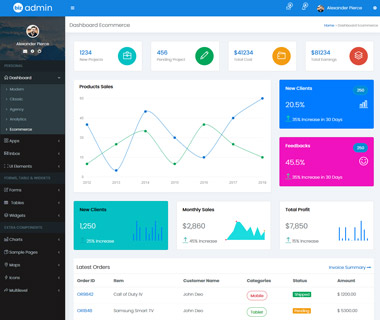 biz admin
Alexander Pierce
Alexander Pierce
PERSONAL
Dashboard
Modern
Clients
Agency
Analytics
Ecommerce
Apps
Inbox
UI Elements
FORMS, TABLE & WIDGETS
Forms
Tables
Widgets
EXTRA COMPONENTS
Charts
Sample Pages
Maps
Icons
Multilevel
Dashboard Ecommerce
Home › Dashboard Ecommerce
1234
New Projects
456
Pending Project
$41234
Total Cost
$81234
Total Earnings
Products Sales
2012 2013 2014 2015 2016 2017 2018
New Clients
250
20.5%
35% Increase in 30 Days
Feedbacks
250
45.5%
35% Increase in 30 Days
New Clients
1,250
25% Increase
Monthly Sales
$2,860
45% Increase
Total Profit
$7,850
35% Increase
Latest Orders
Invoice Summary
Order ID Item Customer Name Categories Status Amount
Call of Duty IV John Deo Mobile Shipped $ 1200.00
Samsung Smart TV John Deo Tablet Pending $ 5300.00